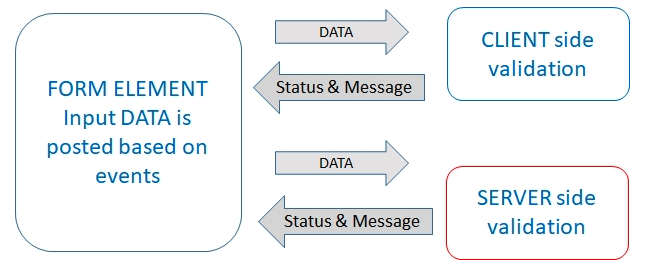 FORM ELEMENT
Input DATA is
posted based on
events
DATA
Status & Message
CLIENT side
validation
DATA
Status & Message
SERVER side
validation